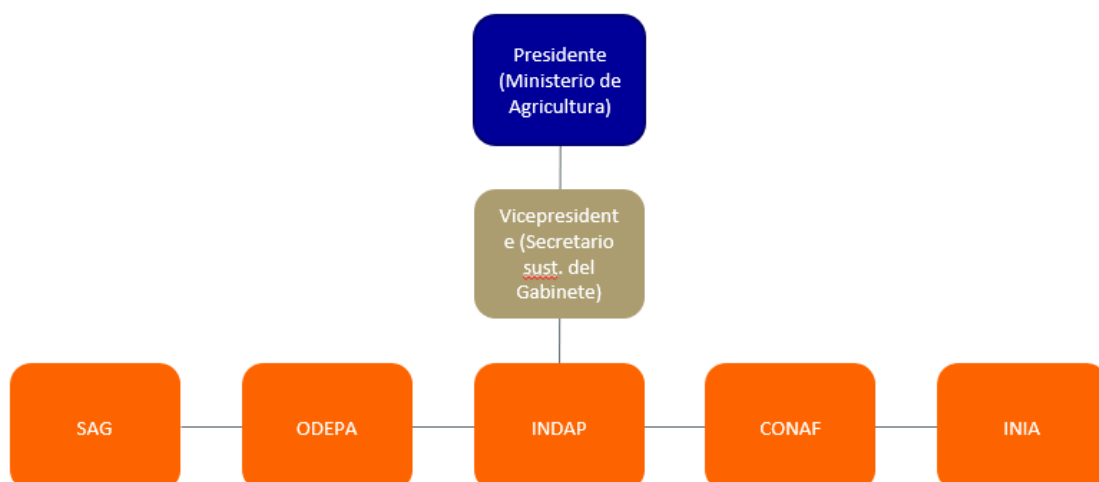 Presidente
(Ministerio de
Agricultura)
Vicepresident
e (Secretario
sust. del
Gabinete)
SAG
ODEPA
INDAP
CONAF
INIA